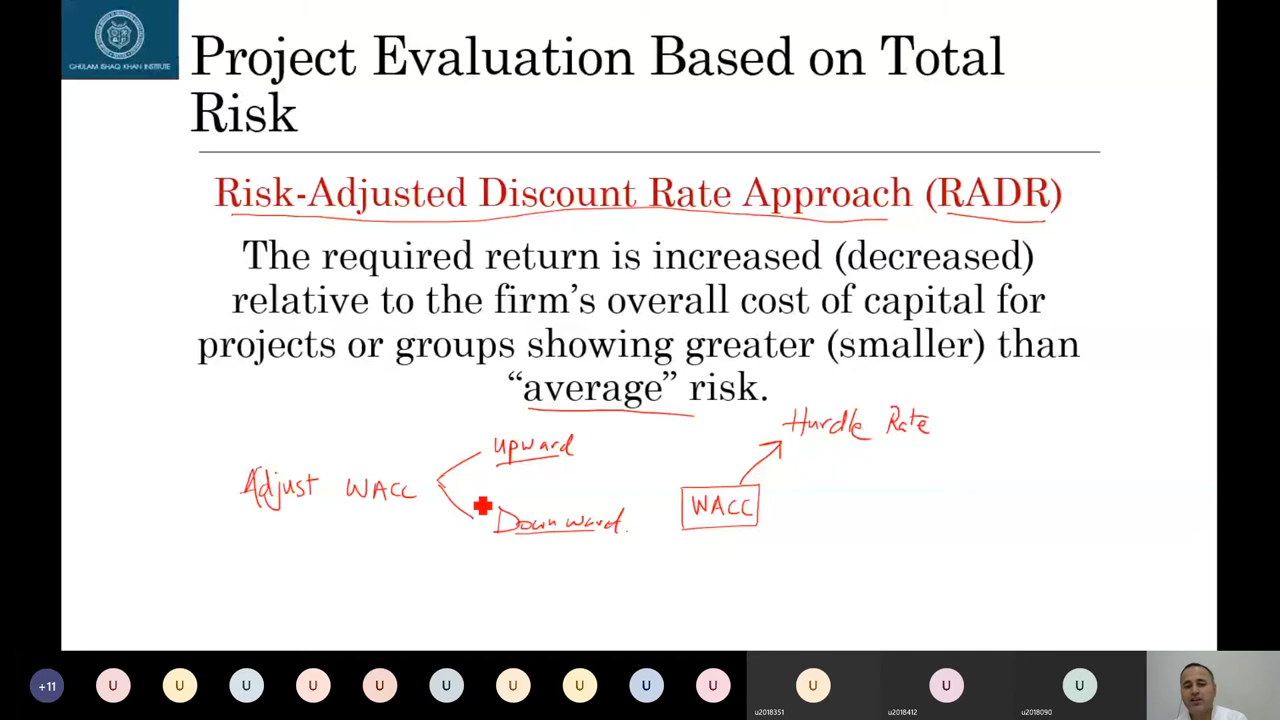 GHULAM ISHAQ KHAN INSTITUTE
Project Evaluation Based on Total
Risk
Risk-Adjusted Discount Rate Approach (RADR)
The required return is increased (decreased)
relative to the firm’s overall cost of capital for
projects or groups showing greater (smaller) than
“average” risk.
Hurdle Rate
upward
Adjust WACC
WACC
Downward.
+11 U U U U U U U U U U U U U
u2018351 u2018412 u2018090